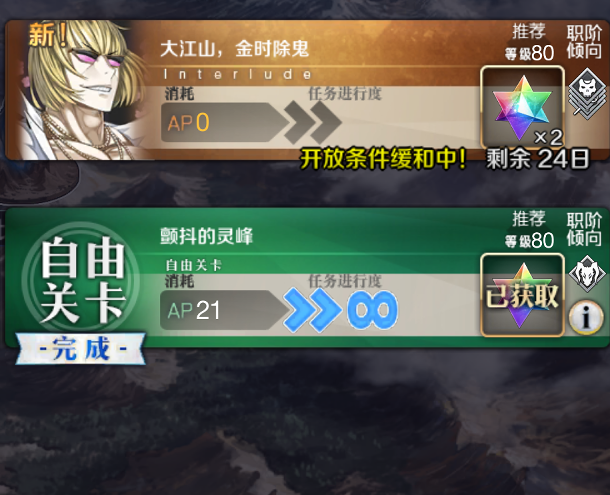 新!
大江山，金时除鬼
Interlude
消耗
任务进行度
AP0
推荐
等级80
职阶
倾向
×2
开放条件缓和中! 剩余 24日
自由
关卡
-完成-
颤抖的灵峰
自由关卡
消耗
任务进行度
AP 21
∞
推荐
等级80
职阶
倾向
已获取
i